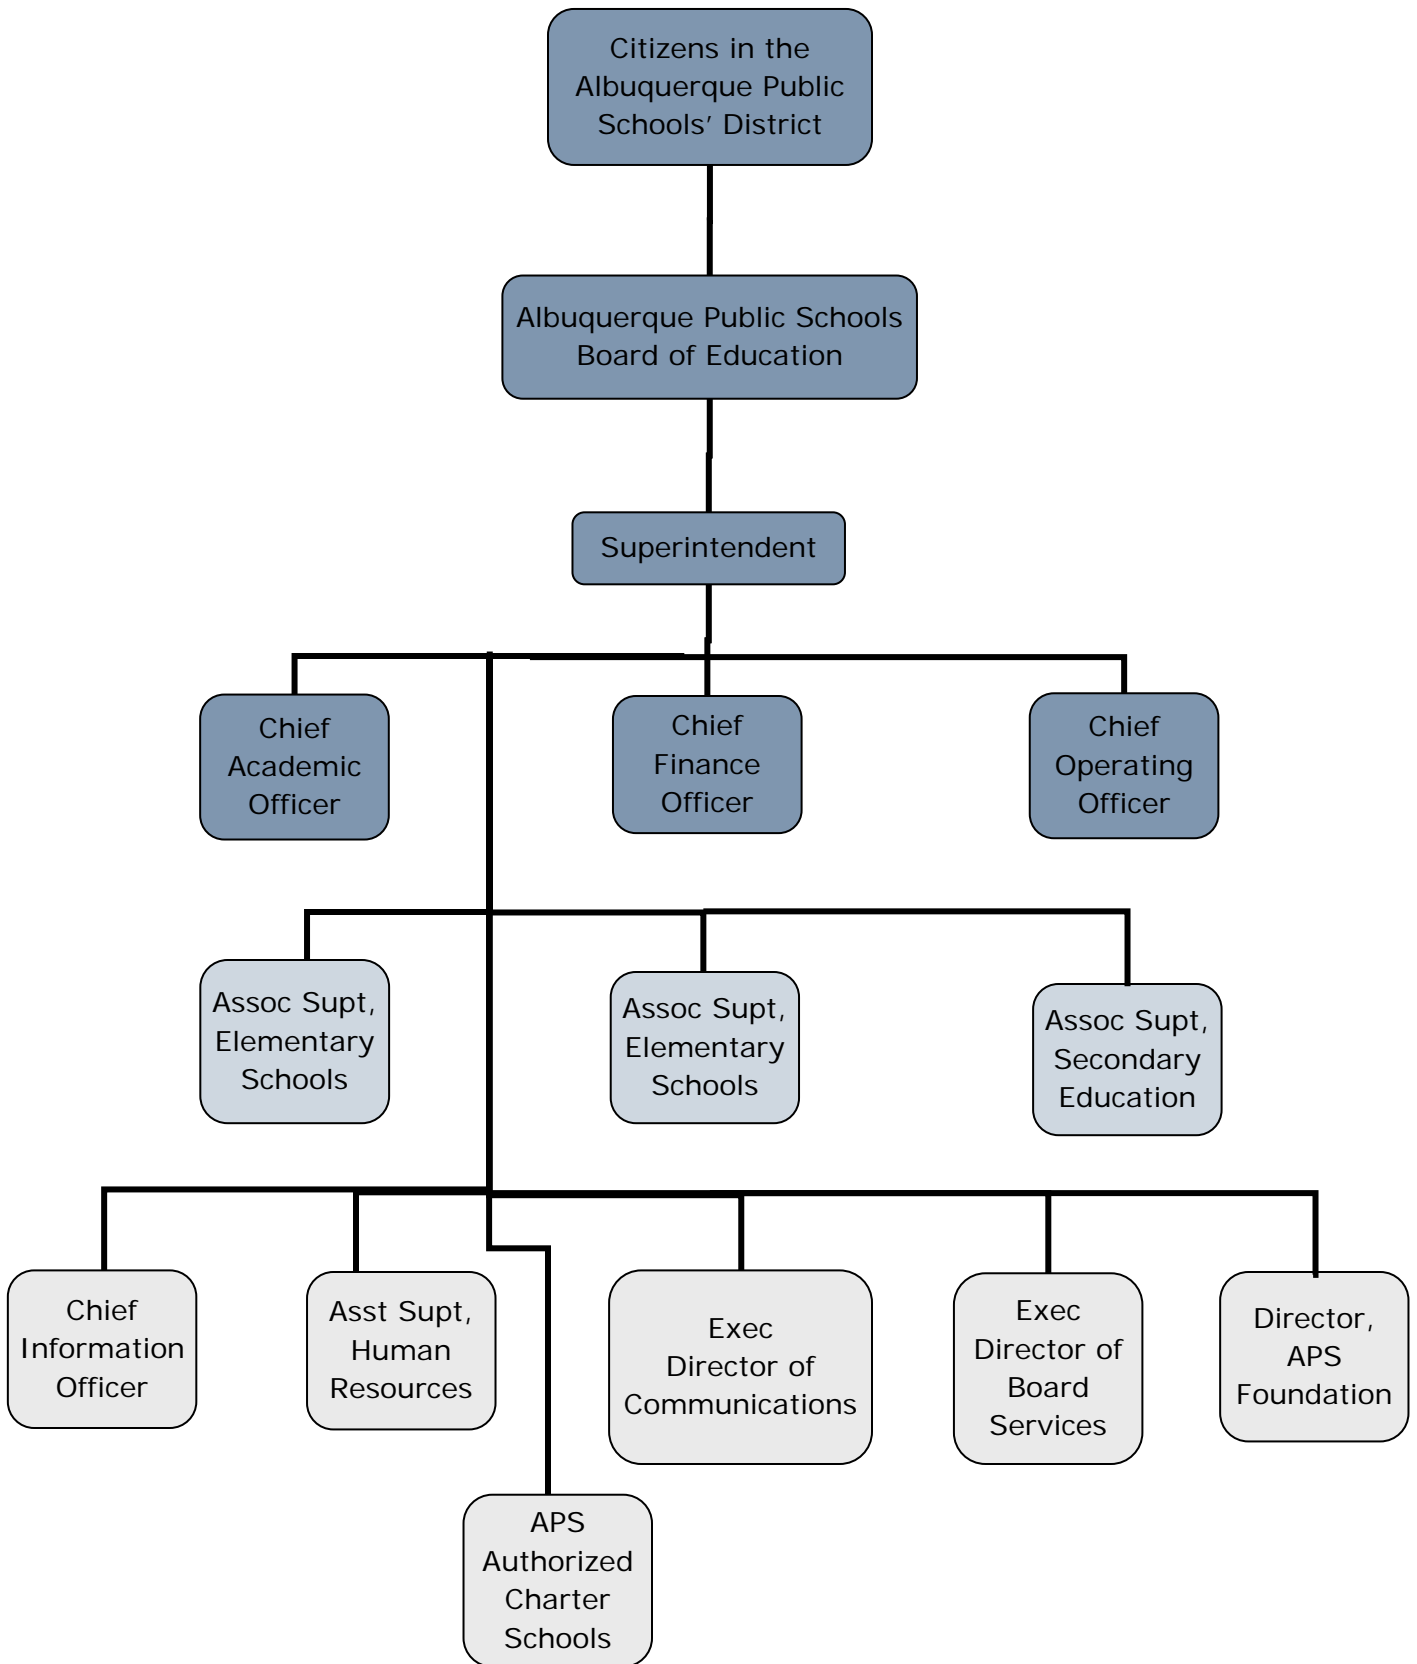 Citizens in the
Albuquerque Public
Schools’ District
Albuquerque Public Schools
Board of Education
Superintendent
Chief
Academic
Officer
Chief
Finance
Officer
Chief
Operating
Officer
Assoc Supt,
Elementary
Schools
Assoc Supt,
Elementary
Schools
Assoc Supt,
Secondary
Education
Chief
Information
Officer
Asst Supt,
Human
Resources
Exec
Director of
Communications
Exec
Director of
Board
Services
Director,
APS
Foundation
APS
Authorized
Charter
Schools